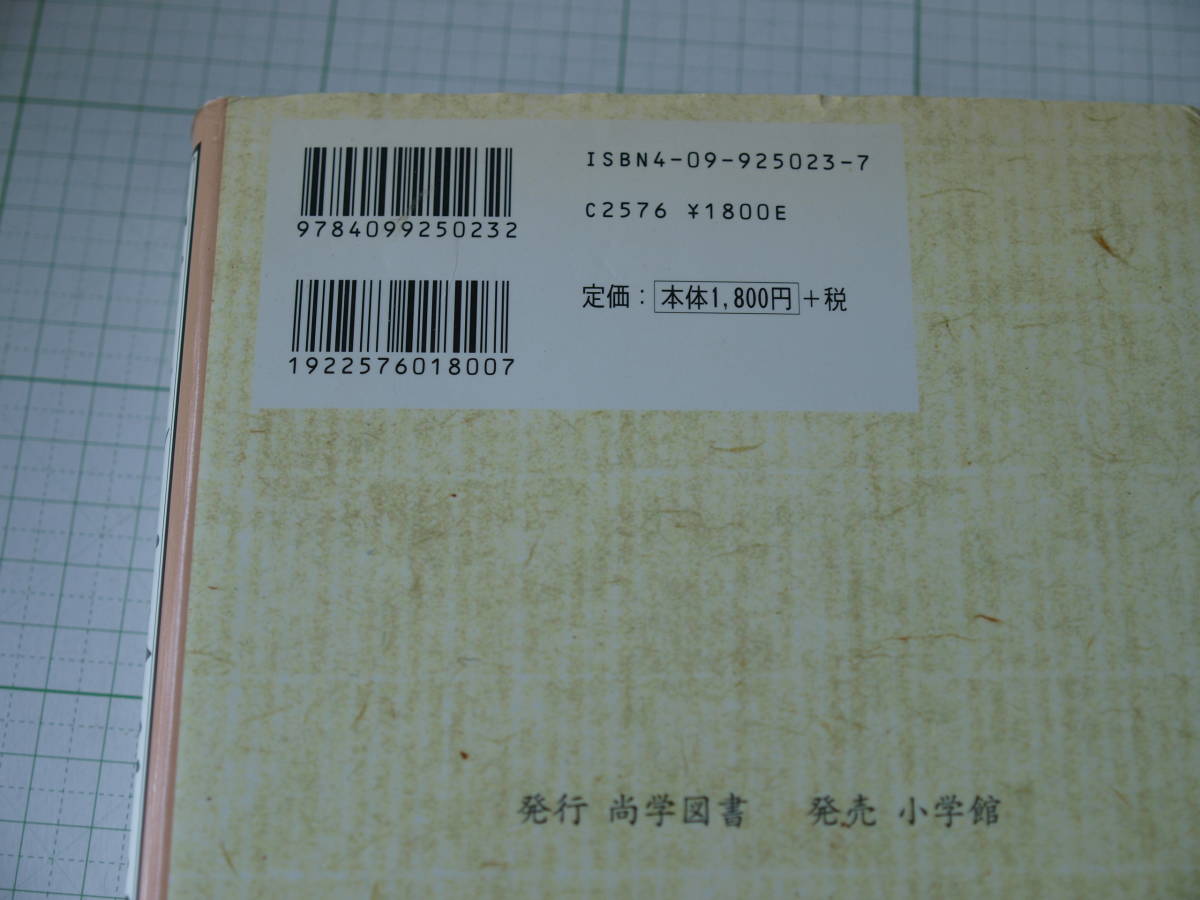 9784099250232
1922576018007
ISBN4-09-925023-7
C2576 ¥1800E
定価：本体1,800円+税
発行 尚学図書 発売 小学館